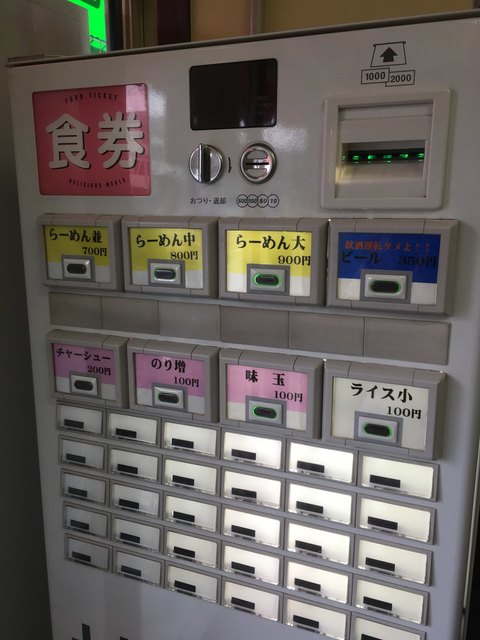 FOOD TICKET
食券
DELICIOUS MEALS
1000 2000
おつり・返却
500 100 50 10
らーめん並
700円
らーめん中
800円
らーめん大
900円
飲酒運転ダメよ!!
ビール 350円
チャーシュー
200円
のり増
100円
味玉
100円
ライス小
100円